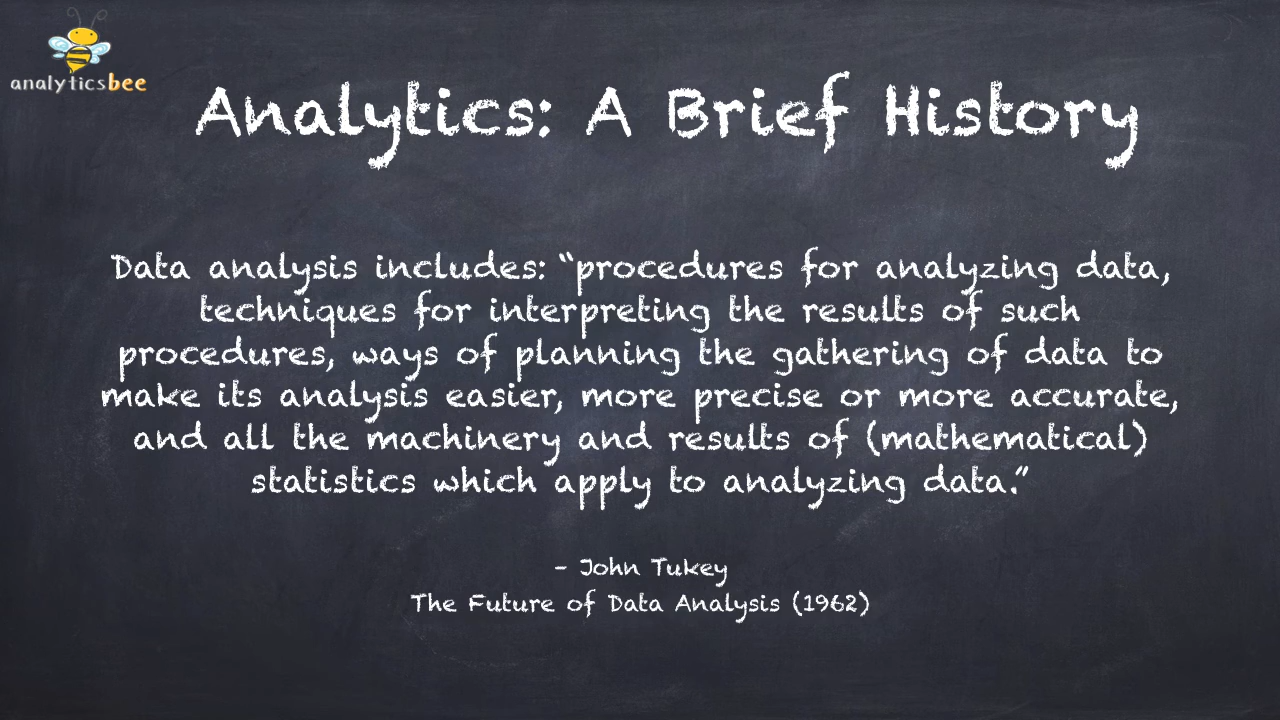 analyticsbee
Analytics: A Brief History
Data analysis includes: “procedures for analyzing data,
techniques for interpreting the results of such
procedures, ways of planning the gathering of data to
make its analysis easier, more precise or more accurate,
and all the machinery and results of (mathematical)
statistics which apply to analyzing data.”
– John Tukey
The Future of Data Analysis (1962)